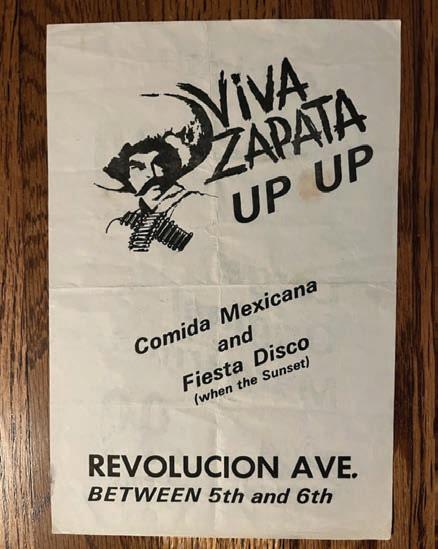 ViVA
ZAPATA
UP UP
Comida Mexicana
and
Fiesta Disco
(when the Sunset)
REVOLUCION AVE.
BETWEEN 5th and 6th